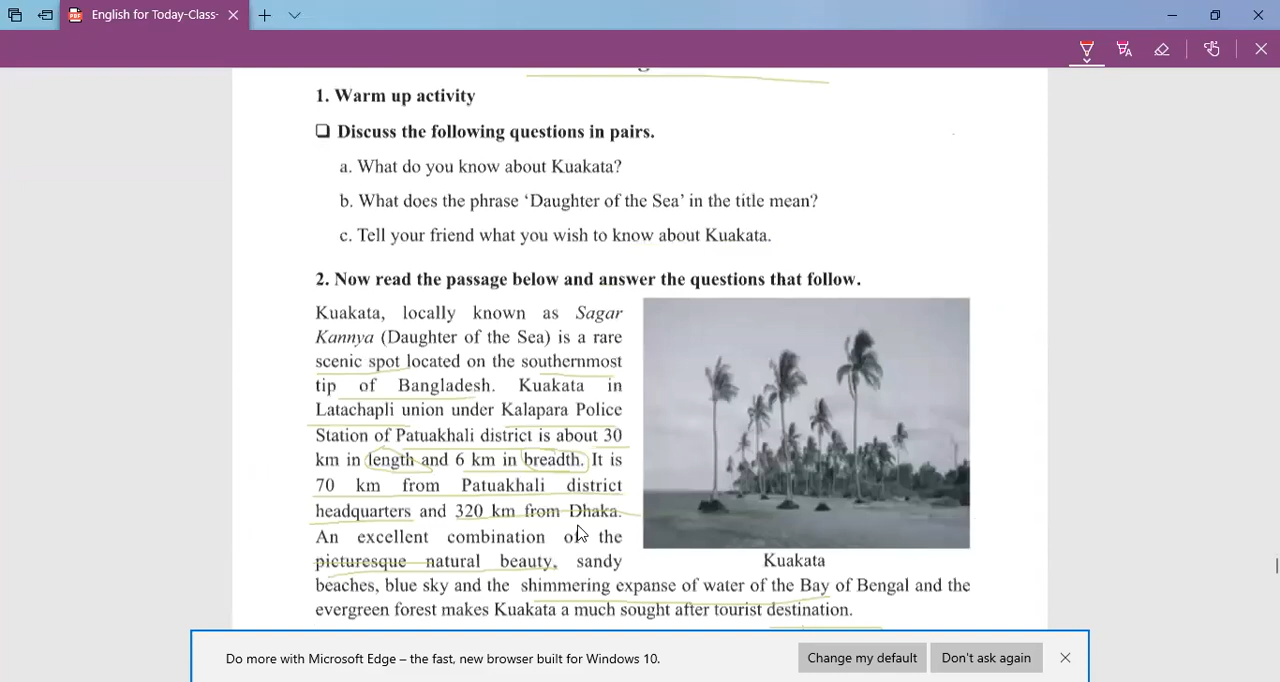 English for Today-Class-
1. Warm up activity
❑ Discuss the following questions in pairs.
a. What do you know about Kuakata?
b. What does the phrase ‘Daughter of the Sea’ in the title mean?
c. Tell your friend what you wish to know about Kuakata.
2. Now read the passage below and answer the questions that follow.
Kuakata, locally known as Sagar
Kannya (Daughter of the Sea) is a rare
scenic spot located on the southernmost
tip of Bangladesh. Kuakata in
Latachapli union under Kalapara Police
Station of Patuakhali district is about 30
km in length and 6 km in breadth. It is
70 km from Patuakhali district
headquarters and 320 km from Dhaka.
An excellent combination of the
picturesque natural beauty, sandy
beaches, blue sky and the shimmering expanse of water of the Bay of Bengal and the
evergreen forest makes Kuakata a much sought after tourist destination.
Kuakata
Do more with Microsoft Edge – the fast, new browser built for Windows 10.
Change my default
Don't ask again